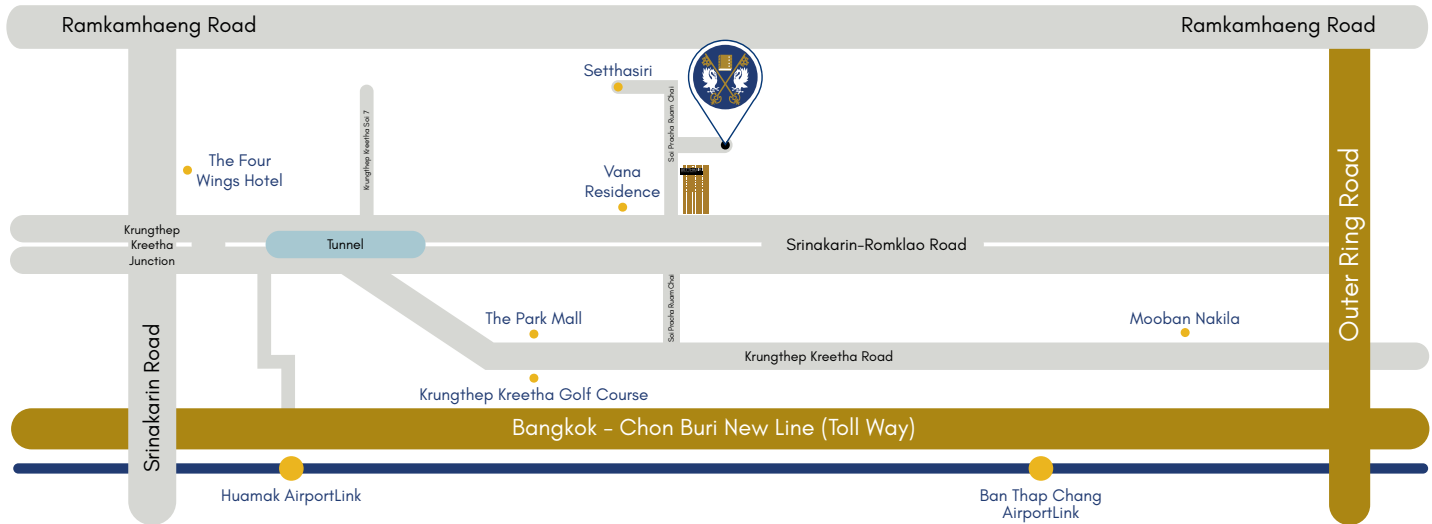 Ramkamhaeng Road
Ramkamhaeng Road
Setthasiri
Soi Pracha Ruam Chai
Krungthep Kreetha Soi 7
The Four
Wings Hotel
Vana
Residence
Outer Ring Road
Krungthep
Kreetha
Junction
Tunnel
Srinakarin-Romklao Road
Soi Pracha Ruam Chai
The Park Mall
Mooban Nakila
Srinakarin Road
Krungthep Kreetha Road
Krungthep Kreetha Golf Course
Bangkok - Chon Buri New Line (Toll Way)
Huamak AirportLink
Ban Thap Chang
AirportLink